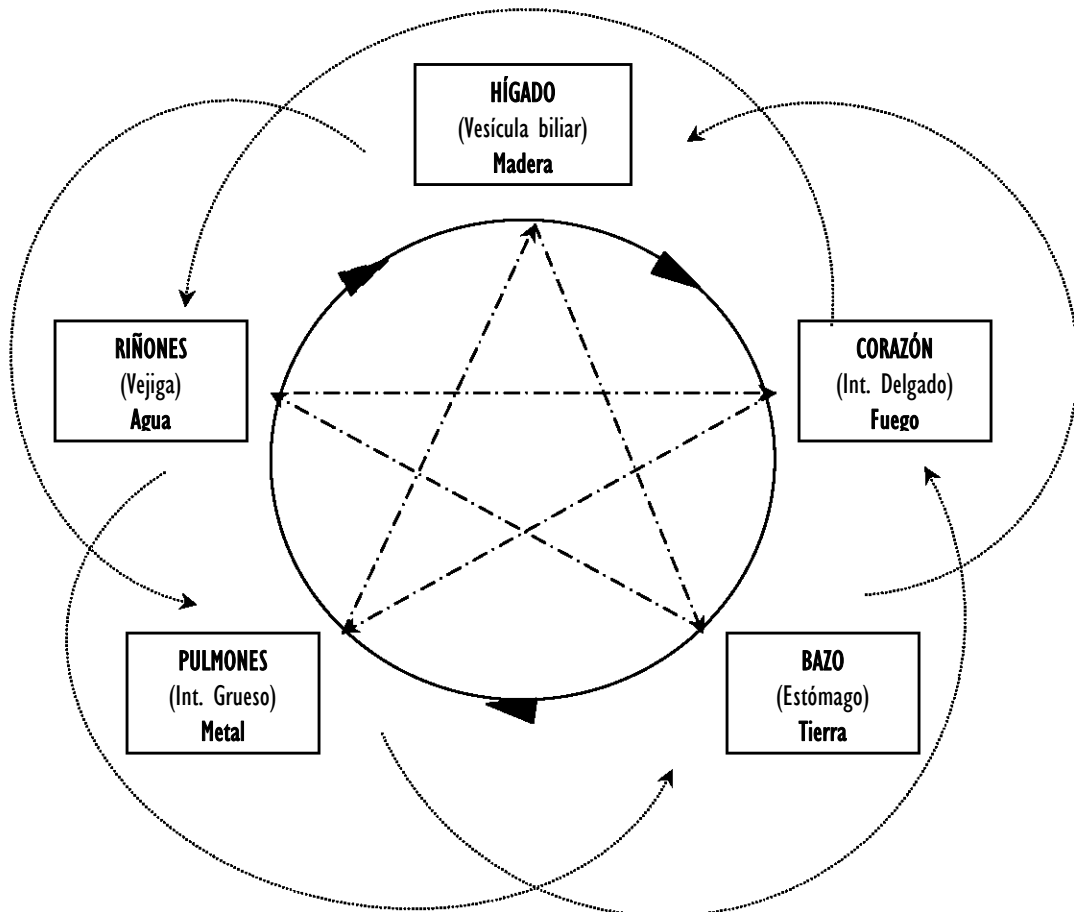 HÍGADO
(Vesícula biliar)
Madera
RIÑONES
(Vejiga)
Agua
CORAZÓN
(Int. Delgado)
Fuego
PULMONES
(Int. Grueso)
Metal
BAZO
(Estómago)
Tierra